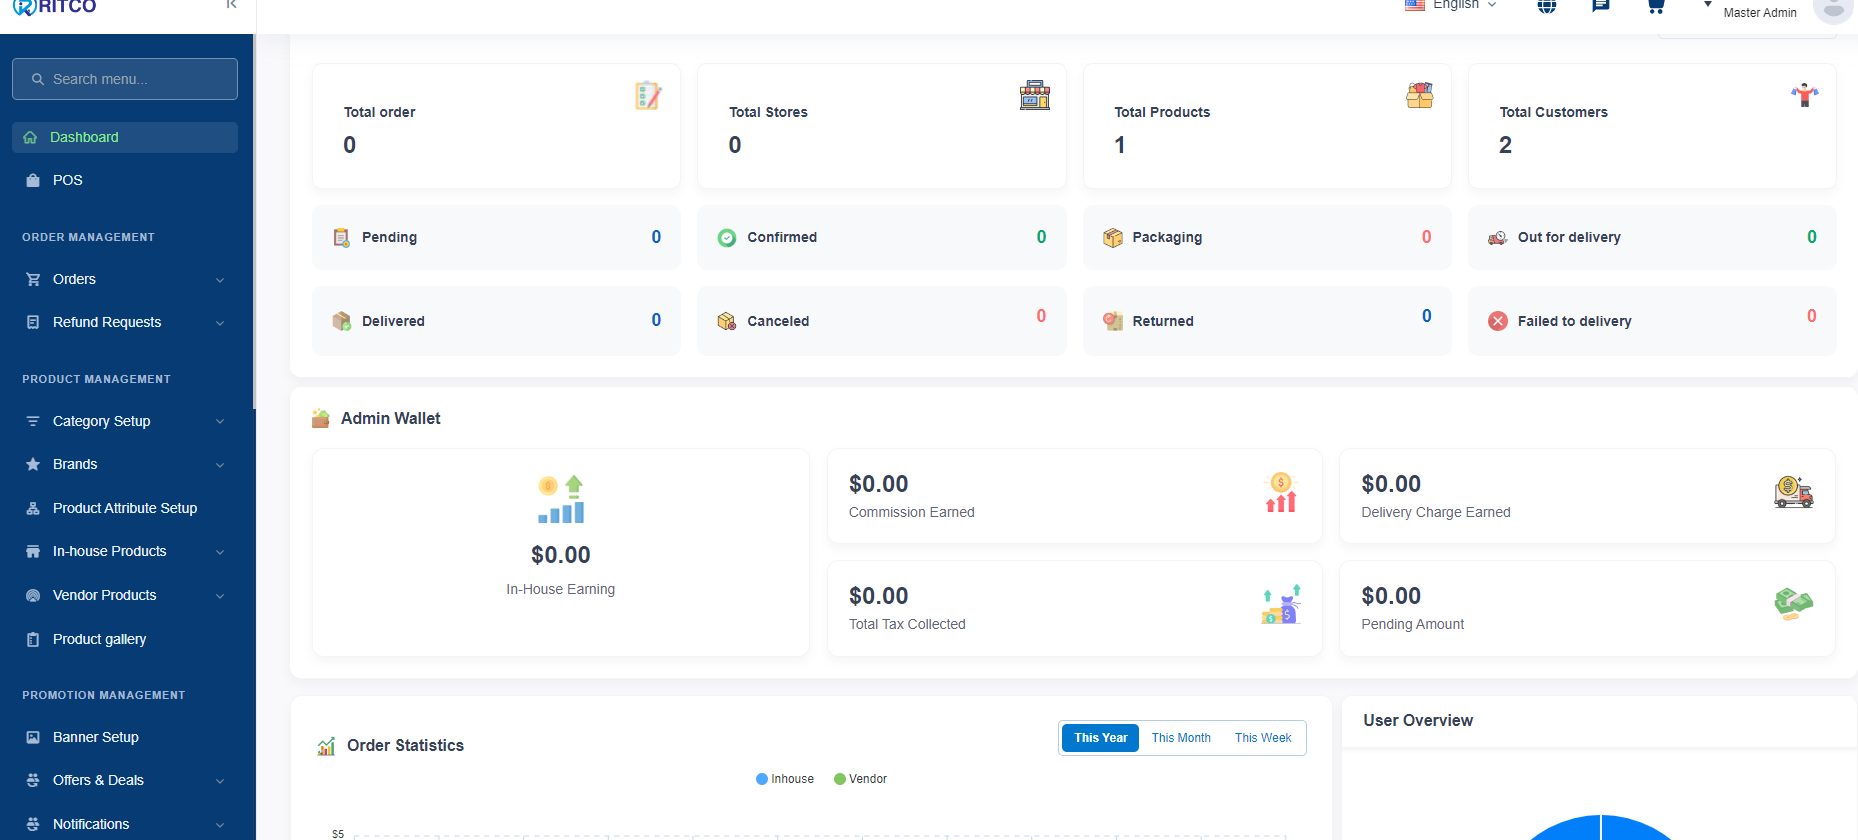 RITCO
English
Master Admin
Search menu...
Dashboard
POS
ORDER MANAGEMENT
Orders
Refund Requests
PRODUCT MANAGEMENT
Category Setup
Brands
Product Attribute Setup
In-house Products
Vendor Products
Product gallery
PROMOTION MANAGEMENT
Banner Setup
Offers & Deals
Notifications
Total order
0
Total Stores
0
Total Products
1
Total Customers
2
Pending 0
Confirmed 0
Packaging 0
Out for delivery 0
Delivered 0
Canceled 0
Returned 0
Failed to delivery 0
Admin Wallet
$0.00
In-House Earning
$0.00
Commission Earned
$0.00
Delivery Charge Earned
$0.00
Total Tax Collected
$0.00
Pending Amount
Order Statistics
This Year This Month This Week
Inhouse Vendor
$5
User Overview